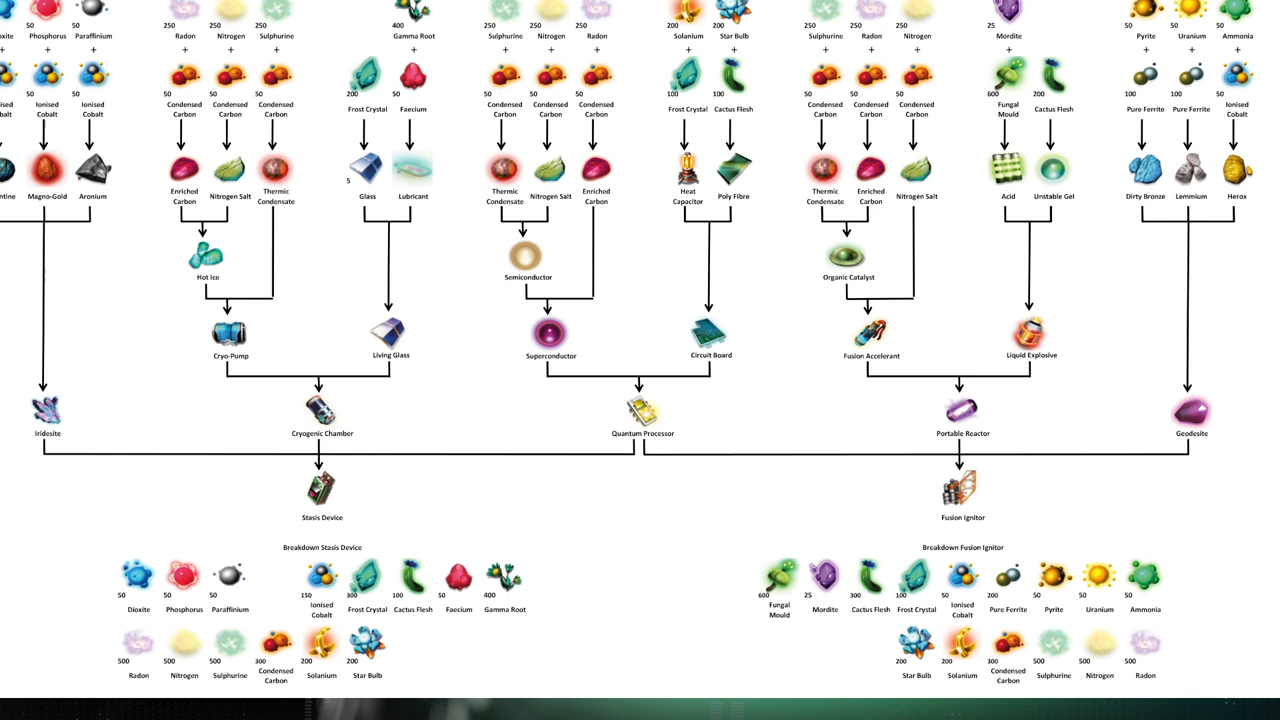 50 50 250 250 250 400 250 250 250 200 200 250 250 250 25 50 50 50
oxite Phosphorus Paraffinium Radon Nitrogen Sulphurine Gamma Root Sulphurine Nitrogen Radon Solanium Star Bulb Sulphurine Radon Nitrogen Mordite Pyrite Uranium Ammonia
+ + + + + + + + + + + + + + + + + + +
50 50 50 50 50 200 50 50 50 50 100 100 50 50 50 600 200 100 100 50
ised Ionised Ionised Condensed Condensed Condensed Frost Crystal Faecium Condensed Condensed Condensed Frost Crystal Cactus Flesh Condensed Condensed Condensed Fungal Cactus Flesh Pure Ferrite Pure Ferrite Ionised
balt Cobalt Cobalt Carbon Carbon Carbon Carbon Carbon Carbon Carbon Carbon Carbon Mould Cobalt
5
ntine Magno-Gold Aronium Enriched Nitrogen Salt Thermic Glass Lubricant Thermic Nitrogen Salt Enriched Heat Poly Fibre Thermic Enriched Nitrogen Salt Acid Unstable Gel Dirty Bronze Lemmium Herox
Carbon Condensate Condensate Carbon Capacitor Condensate Carbon
Hot Ice Semiconductor Organic Catalyst
Cryo-Pump Living Glass Superconductor Circuit Board Fusion Accelerant Liquid Explosive
Iridesite Cryogenic Chamber Quantum Processor Portable Reactor Geodesite
Stasis Device Fusion Ignitor
Breakdown Stasis Device Breakdown Fusion Ignitor
50 50 50 150 300 100 50 400 600 25 300 100 50 200 50 50 50
Dioxite Phosphorus Paraffinium Ionised Frost Crystal Cactus Flesh Faecium Gamma Root Fungal Mordite Cactus Flesh Frost Crystal Ionised Pure Ferrite Pyrite Uranium Ammonia
Cobalt Mould Cobalt
500 500 500 300 200 200 200 200 300 500 500 500
Radon Nitrogen Sulphurine Condensed Solanium Star Bulb Star Bulb Solanium Condensed Sulphurine Nitrogen Radon
Carbon Carbon